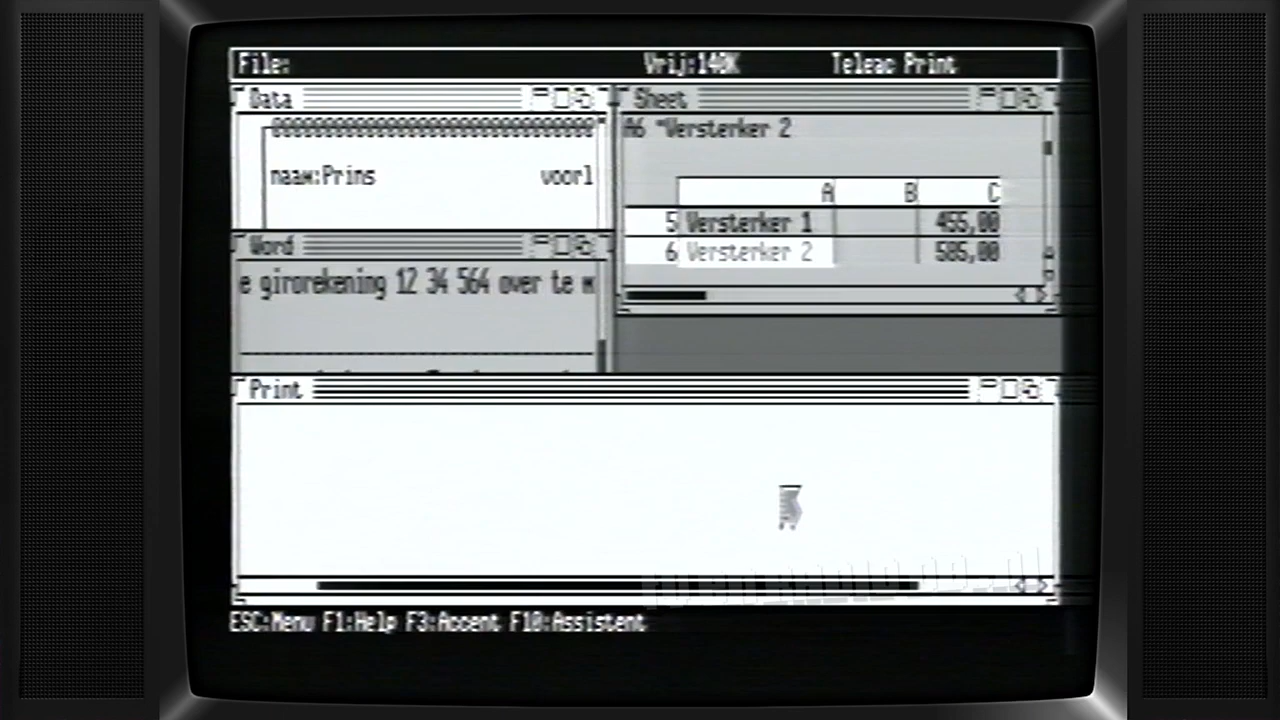 File: Vrij:140K Teleac Print
Data
@@@@@@@@@@@@@@@@@@@@@@@@@@@@@@@
naam:Prins voorl
Word
e girorekening 12 34 564 over te w
Sheet
A6 "Versterker 2
A B C
5 Versterker 1 455,00
6 Versterker 2 585,00
Print
ESC:Menu F1:Help F3:Accent F10:Assistent